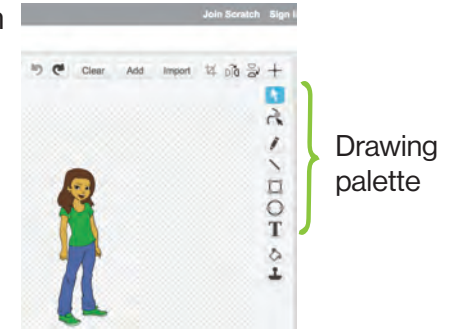 n
Join Scratch Sign I
Clear Add Import
T
Drawing
palette